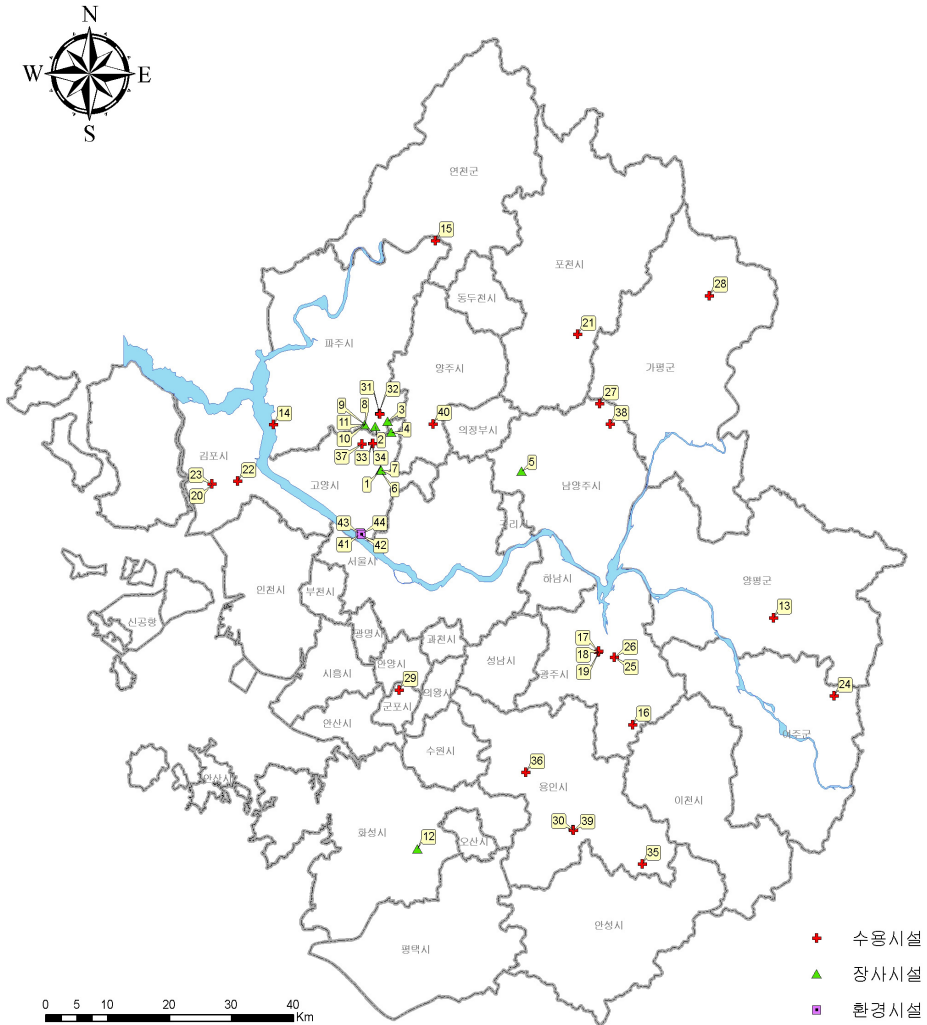 N
W
E
S
연천군
15
포천시
28
동두천시
21
파주시
양주시
가평군
31
32
27
9
8
3
14
11
40
38
4
의정부시
10
2
김포시
37
33
34
7
5
22
1
6
남양주시
23
고영시
20
구리시
43
44
41
42
서울시
하남시
인천시
부천시
양평군
신공항
13
광명시
과천시
17
26
안명시
성남시
18
시흥시
25
광주시
19
29
의왕시
24
군포시
안산시
16
여주군
수원시
36
안산시
용인시
이천시
30
39
화성시
12
오산시
35
안성시
평택시
수용시설
장사시설
환경시설
0 5 10 20 30 40
Km